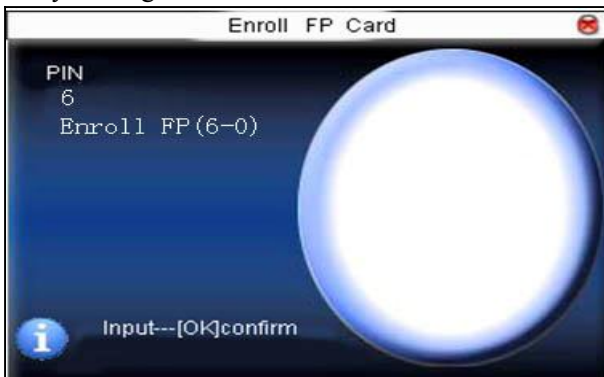 Enroll FP Card
PIN
6
Enroll FP(6-0)
Input---[OK]confirm